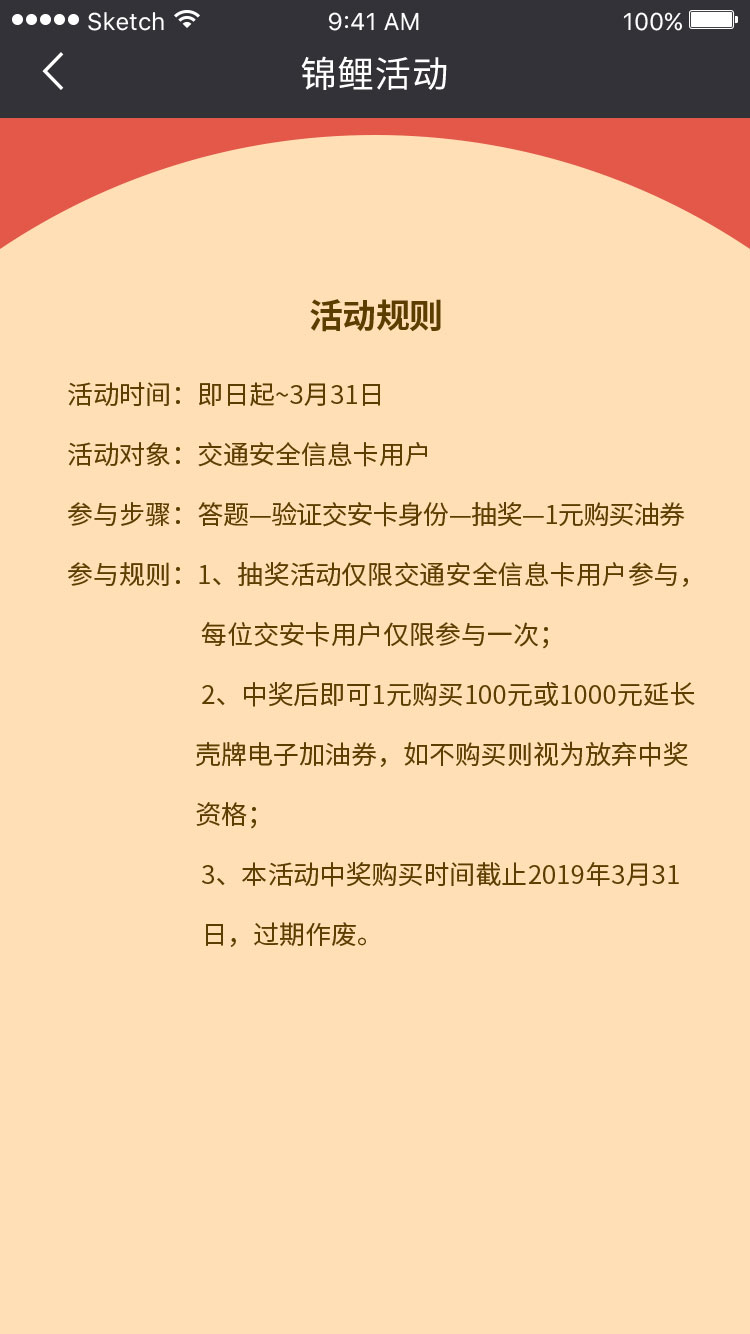 Sketch 9:41 AM 100%
锦鲤活动
活动规则
活动时间：即日起~3月31日
活动对象：交通安全信息卡用户
参与步骤：答题—验证交安卡身份—抽奖—1元购买油券
参与规则：1、抽奖活动仅限交通安全信息卡用户参与，
每位交安卡用户仅限参与一次；
2、中奖后即可1元购买100元或1000元延长
壳牌电子加油券，如不购买则视为放弃中奖
资格；
3、本活动中奖购买时间截止2019年3月31
日，过期作废。